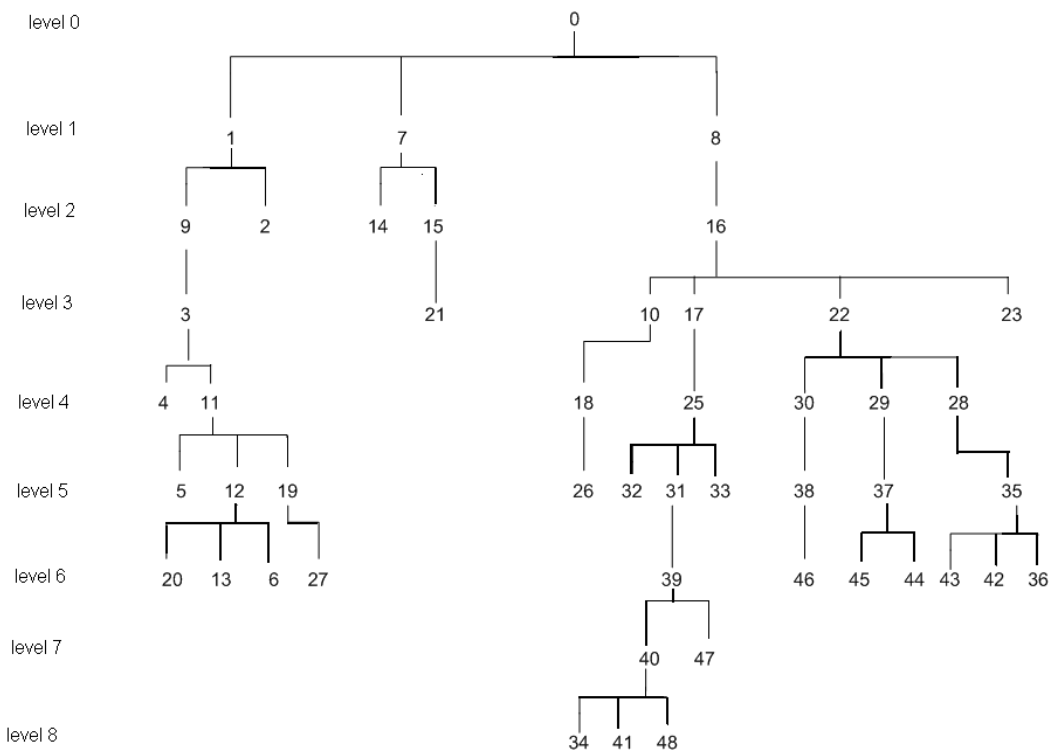 level 0 0
level 1 1 7 8
level 2 9 2 14 15 16
level 3 3 21 10 17 22 23
level 4 4 11 18 25 30 29 28
level 5 5 12 19 26 32 31 33 38 37 35
level 6 20 13 6 27 39 46 45 44 43 42 36
level 7 40 47
level 8 34 41 48